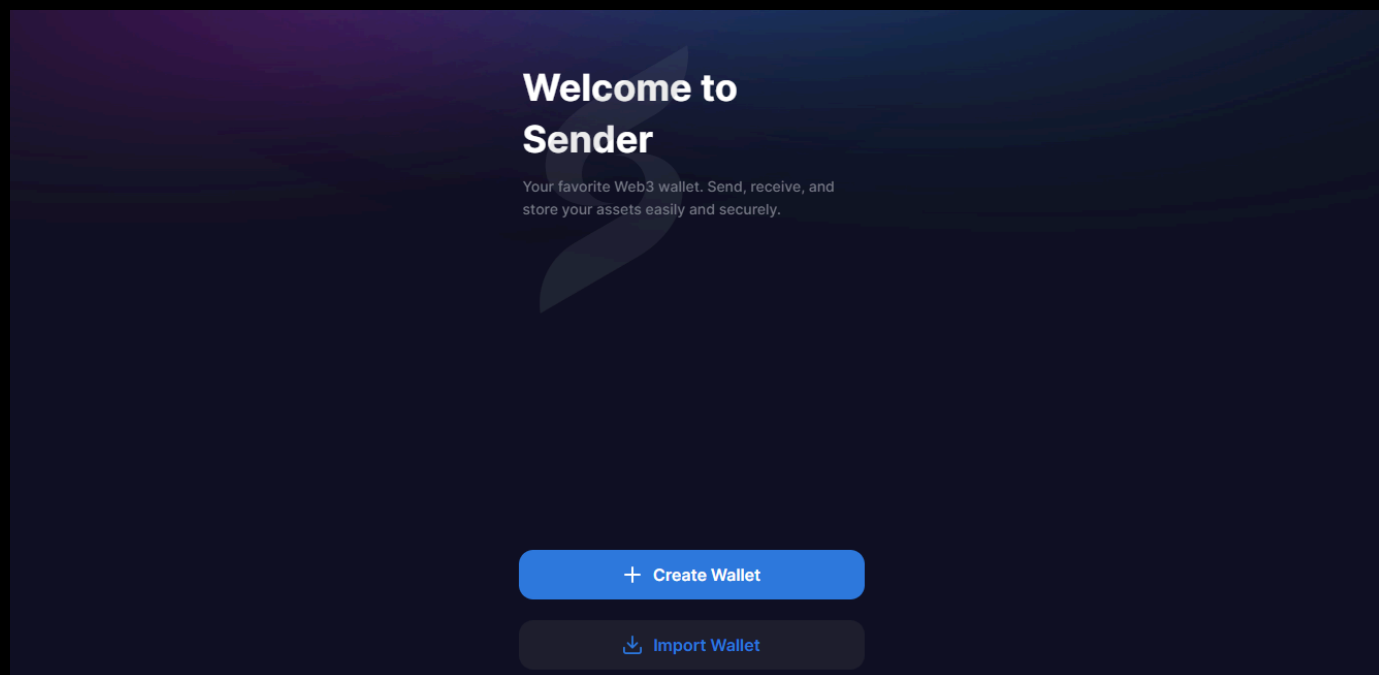 Welcome to
Sender
Your favorite Web3 wallet. Send, receive, and
store your assets easily and securely.
Create Wallet
Import Wallet